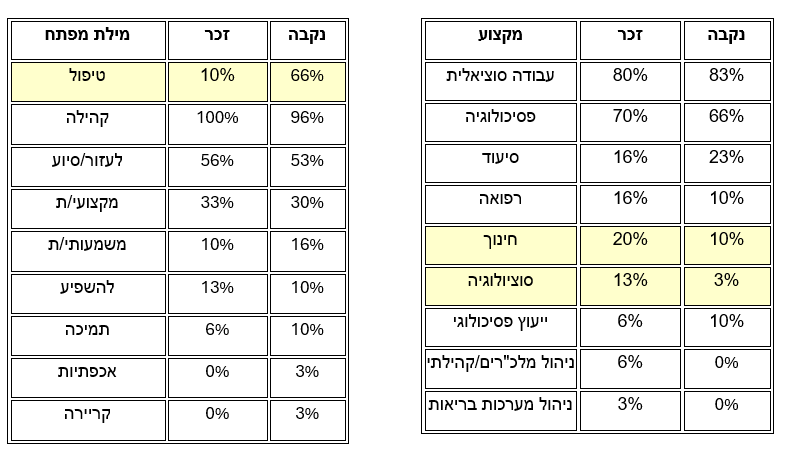 מקצוע זכר נקבה
עבודה סוציאלית 80% 83%
פסיכולוגיה 70% 66%
סיעוד 16% 23%
רפואה 16% 10%
חינוך 20% 10%
סוציולוגיה 13% 3%
ייעוץ פסיכולוגי 6% 10%
ניהול מלכ"רים/קהילתי 6% 0%
ניהול מערכות בריאות 3% 0%
מילת מפתח זכר נקבה
טיפול 10% 66%
קהילה 100% 96%
לעזור/סיוע 56% 53%
מקצועי/ת 33% 30%
משמעותי/ת 10% 16%
להשפיע 13% 10%
תמיכה 6% 10%
אכפתיות 0% 3%
קריירה 0% 3%